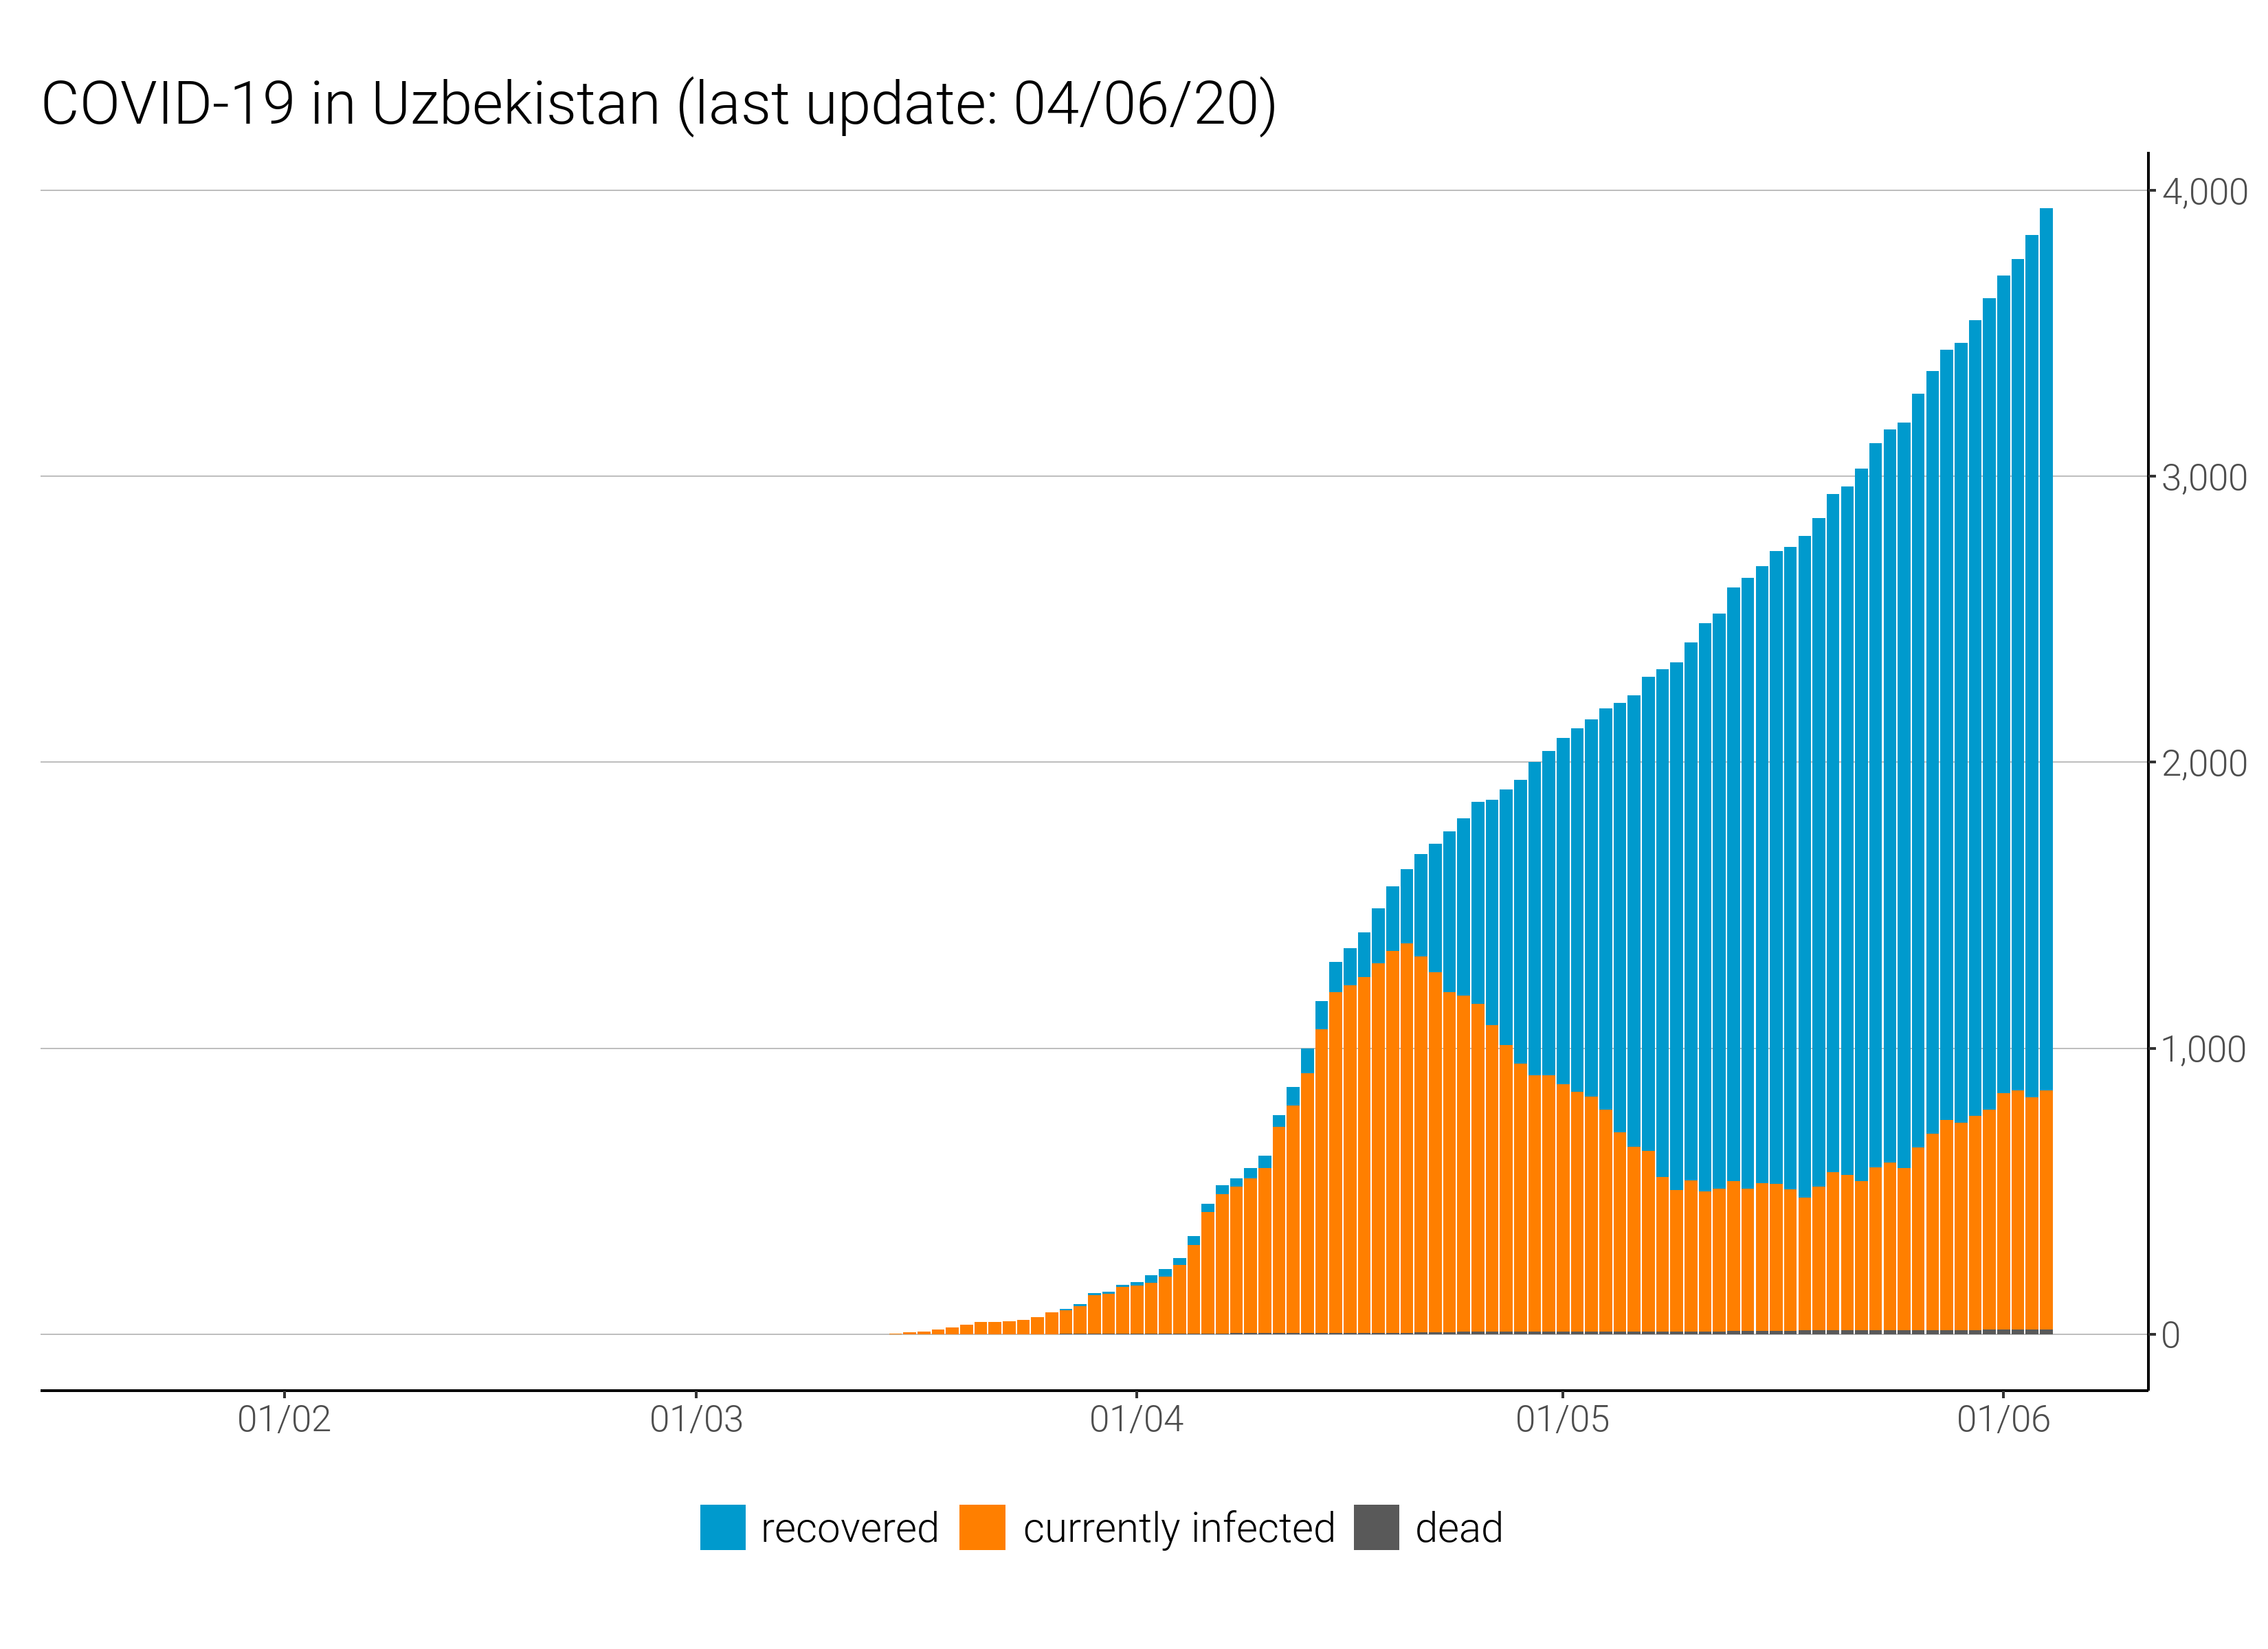 COVID-19 in Uzbekistan (last update: 04/06/20)
4,000
3,000
2,000
1,000
0
01/02 01/03 01/04 01/05 01/06
recovered currently infected dead